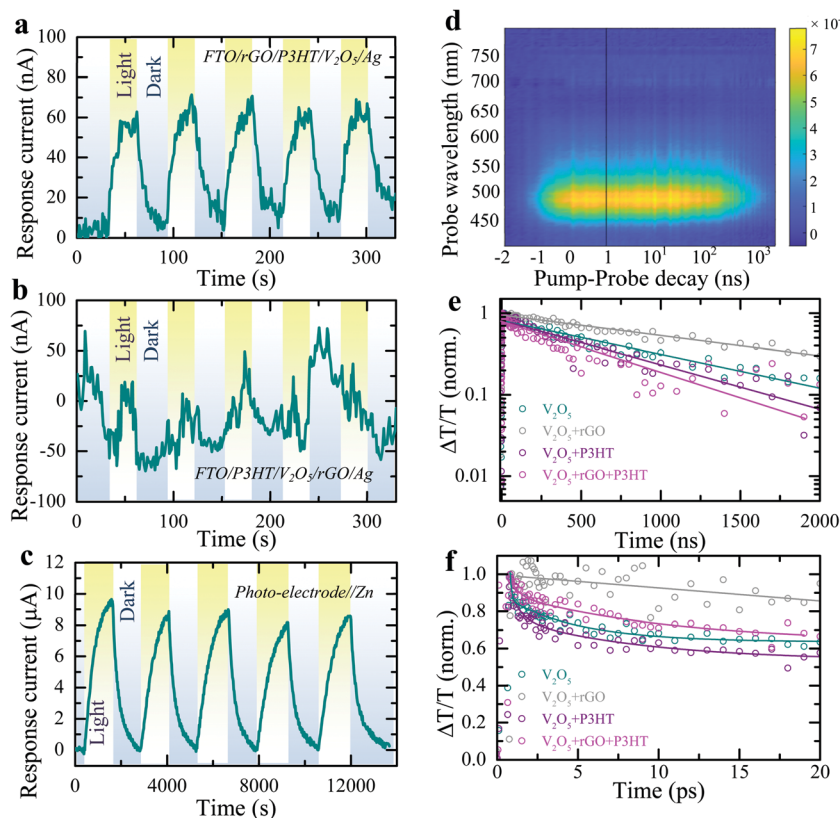 a
Response current (nA)
100
80
60
40
20
0
FTO/rGO/P3HT/V₂O₅/Ag
Light
Dark
0
100
200
300
Time (s)
b
Response current (nA)
100
50
0
-50
-100
Light
Dark
FTO/P3HT/V₂O₅/rGO/Ag
0
100
200
300
Time (s)
c
Response current (μA)
12
10
8
6
4
2
0
Photo-electrode//Zn
Dark
Light
0
4000
8000
12000
Time (s)
d
Probe wavelength (nm)
750
700
650
600
550
500
450
-2
-1
0
1
10¹
10²
10³
Pump-Probe decay (ns)
7
6
5
4
3
2
1
0
e
ΔT/T (norm.)
1
0.1
0.01
V₂O₅
V₂O₅+rGO
V₂O₅+P3HT
V₂O₅+rGO+P3HT
0
500
1000
1500
2000
Time (ns)
f
ΔT/T (norm.)
1.0
0.8
0.6
0.4
0.2
0
V₂O₅
V₂O₅+rGO
V₂O₅+P3HT
V₂O₅+rGO+P3HT
0
5
10
15
20
Time (ps)